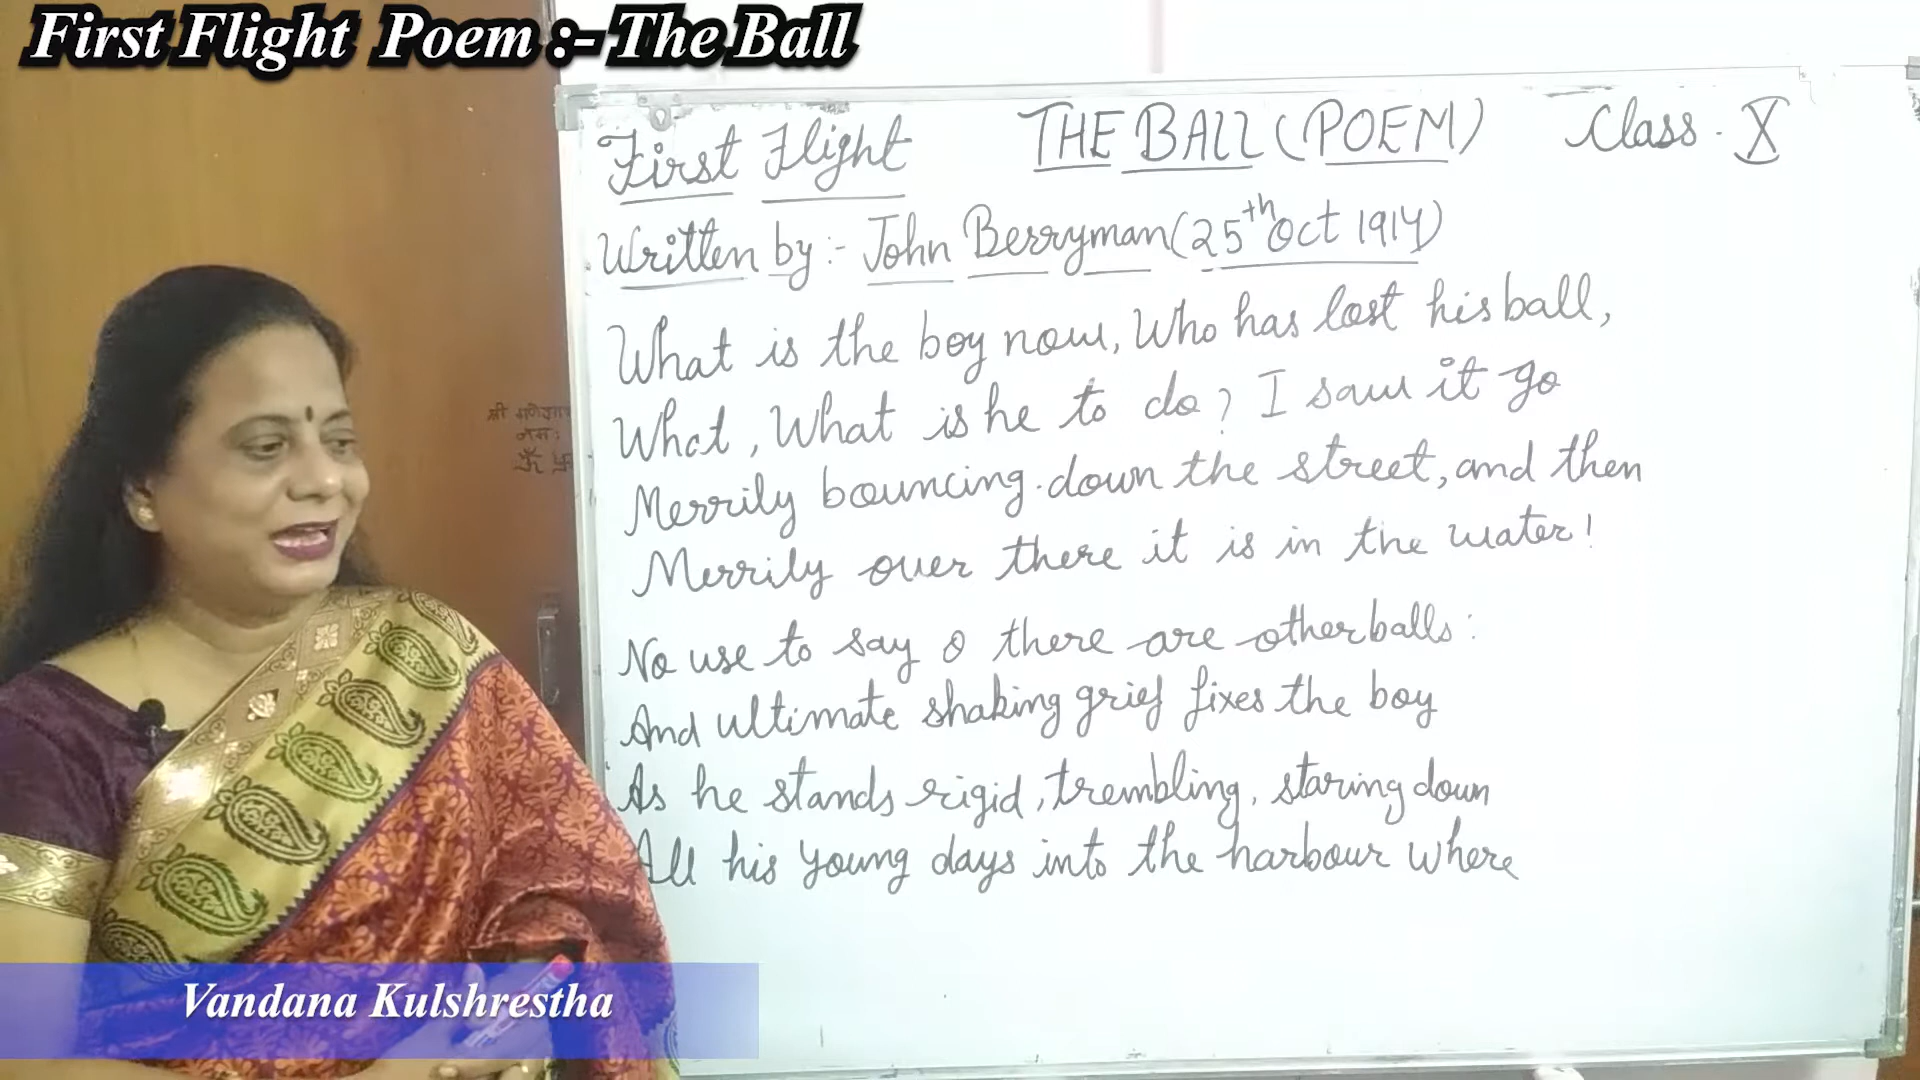 First Flight Poem :- The Ball
First Flight THE BALL (POEM) Class . X
Written by :- John Berryman (25th Oct 1914)
What is the boy now, Who has lost his ball,
What, What is he to do? I saw it go
Merrily bouncing. down the street, and then
Merrily over there it is in the water!
No use to say O there are other balls:
And ultimate shaking grief fixes the boy
As he stands rigid, trembling, staring down
All his young days into the harbour where
श्री गणेशाय
नमः
ॐ 卐
Vandana Kulshrestha